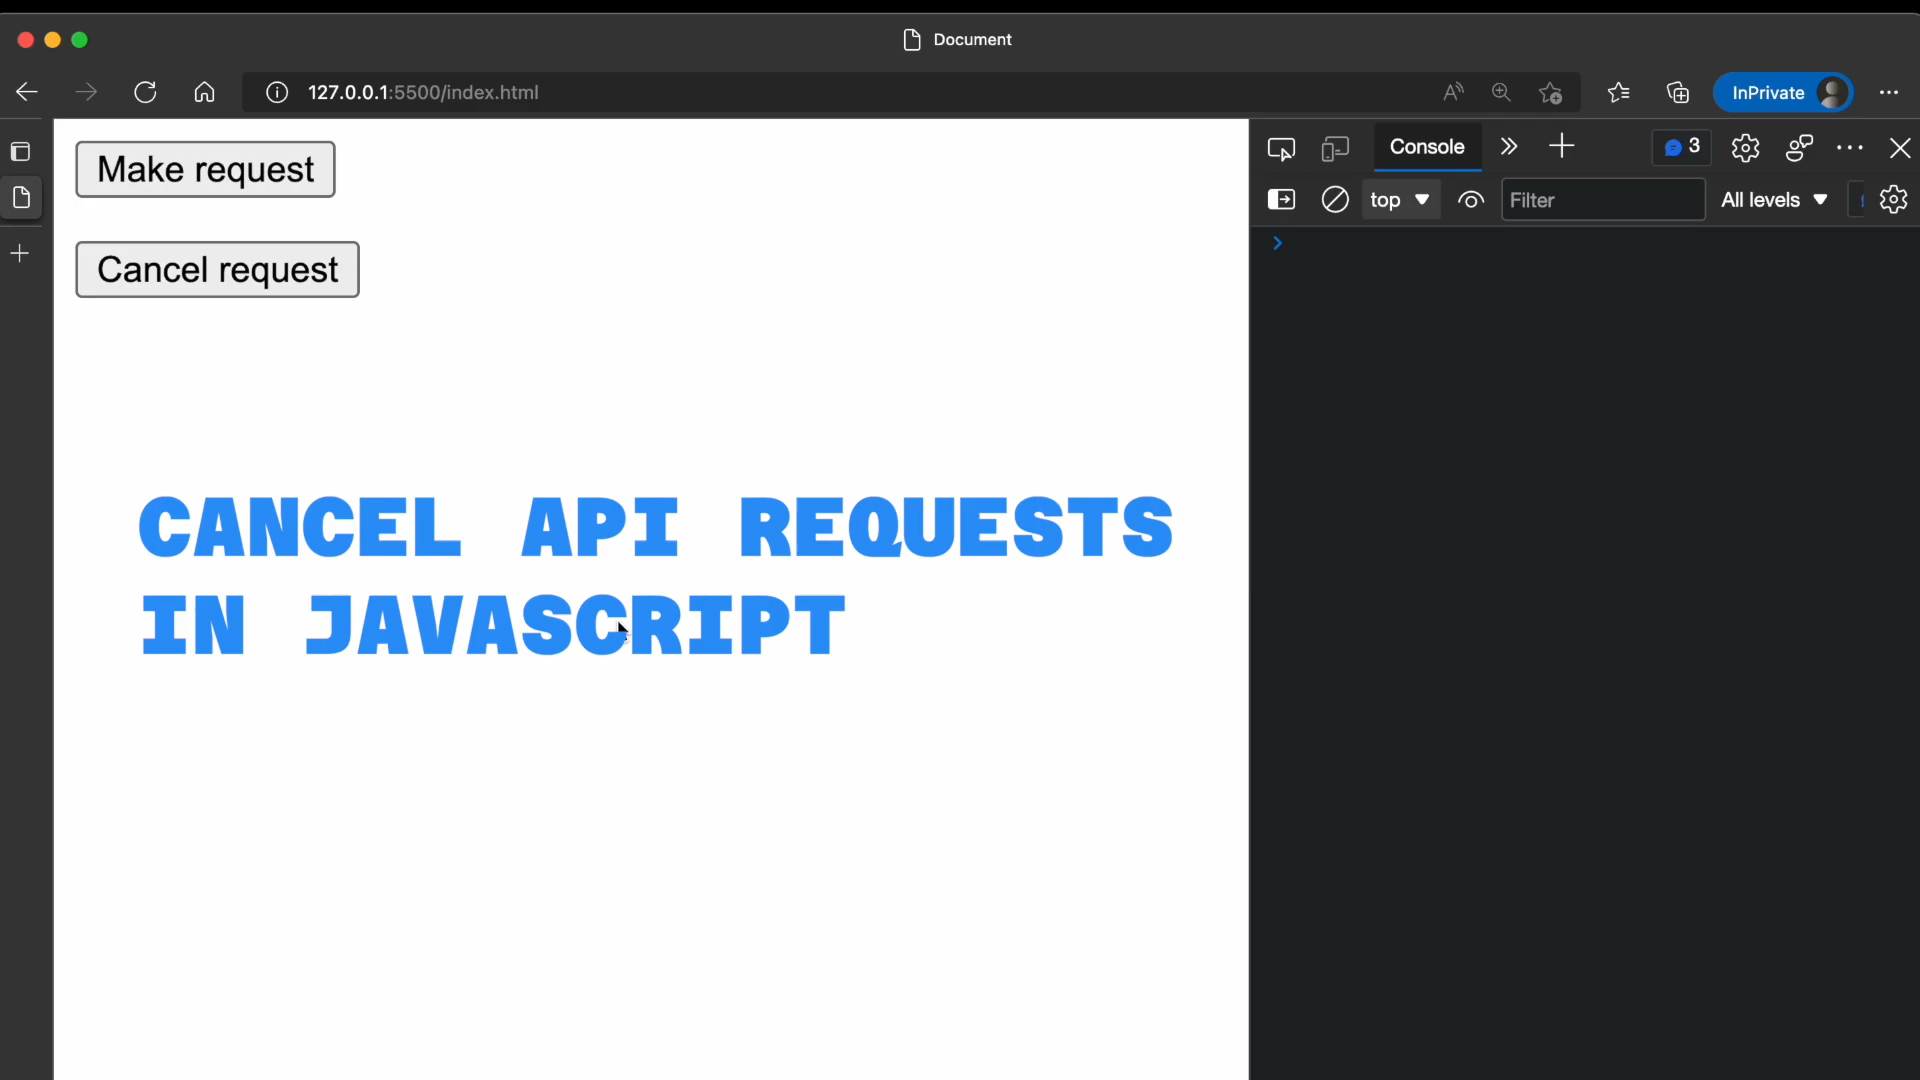 Document
127.0.0.1:5500/index.html
InPrivate
Make request
Cancel request
CANCEL API REQUESTS
IN JAVASCRIPT
Console
3
top
Filter
All levels